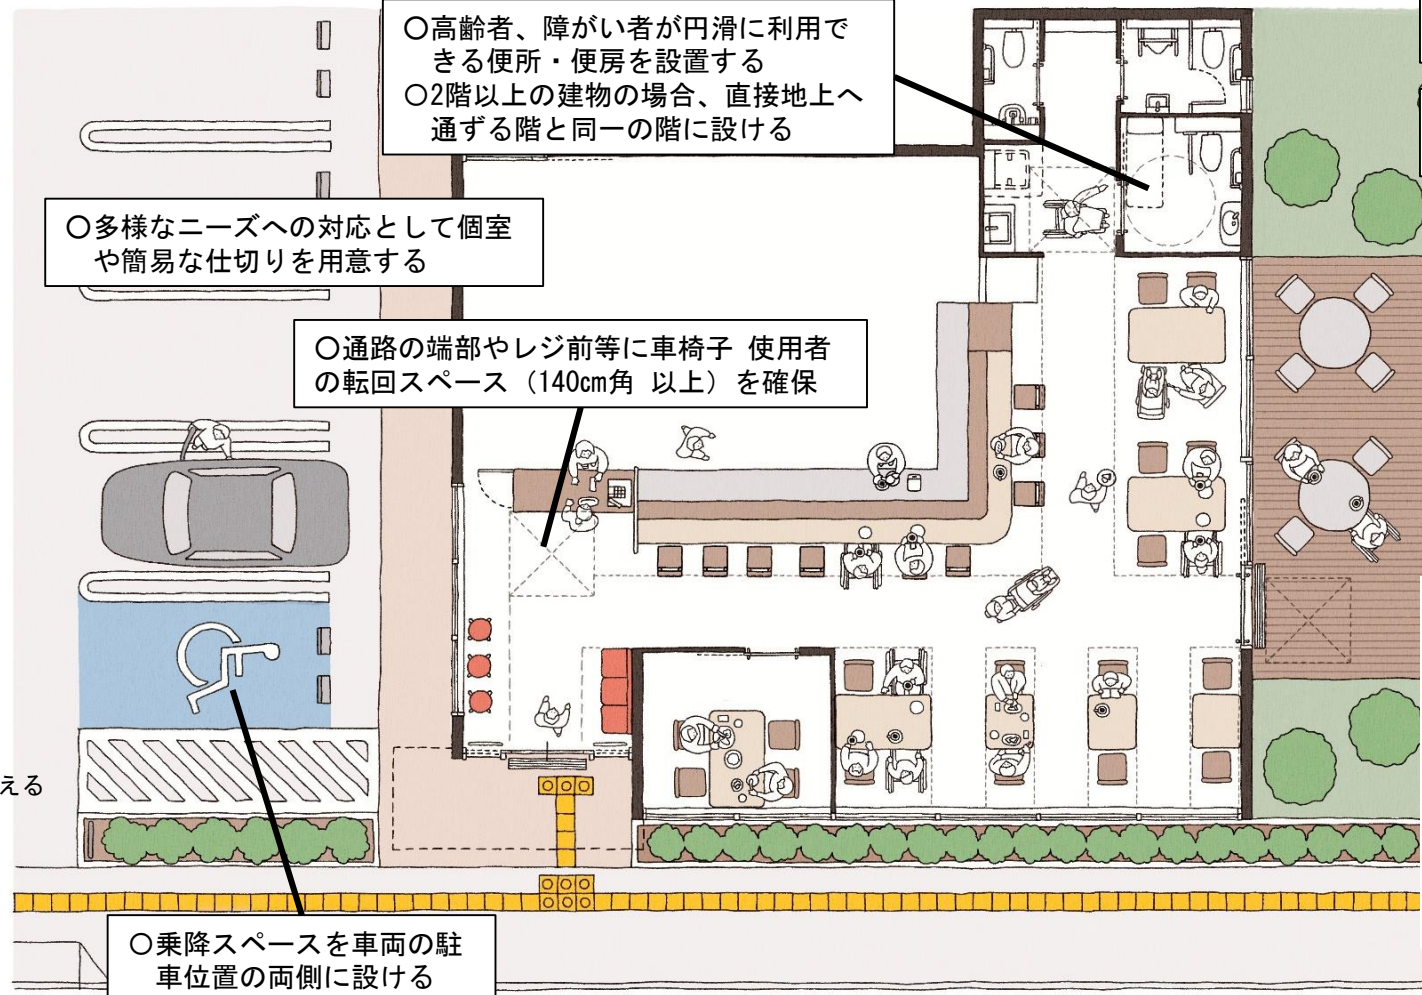 〇高齢者、障がい者が円滑に利用で
きる便所・便房を設置する
〇2階以上の建物の場合、直接地上へ
通ずる階と同一の階に設ける
〇多様なニーズへの対応として個室
や簡易な仕切りを用意する
〇通路の端部やレジ前等に車椅子 使用者
の転回スペース（140㎝角 以上）を確保
える
〇乗降スペースを車両の駐
車位置の両側に設ける